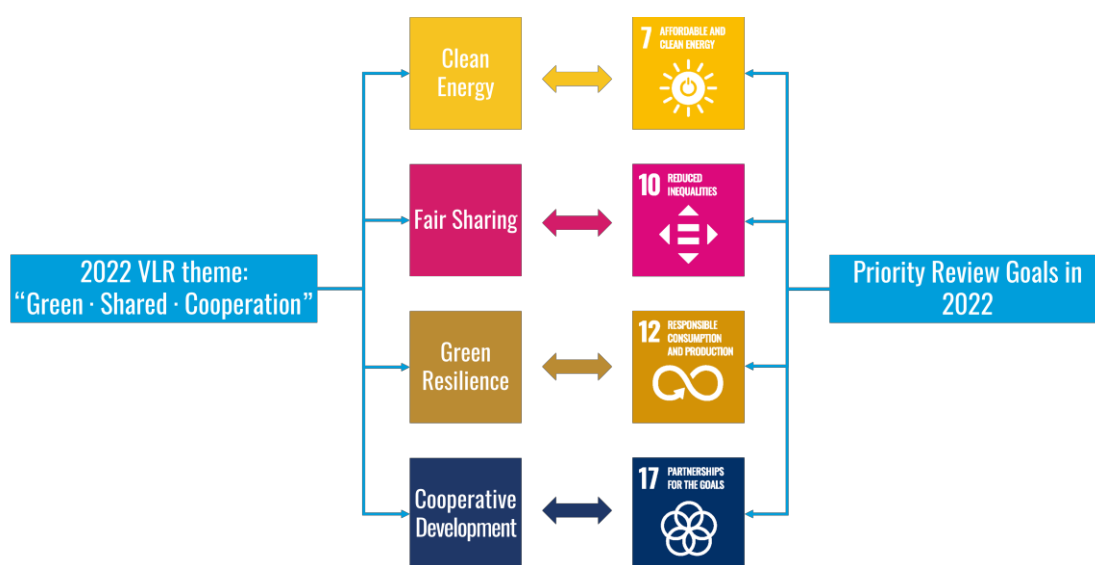 2022 VLR theme:
“Green · Shared · Cooperation”
Clean
Energy
Fair Sharing
Green
Resilience
Cooperative
Development
7 AFFORDABLE AND
CLEAN ENERGY
10 REDUCED
INEQUALITIES
12 RESPONSIBLE
CONSUMPTION
AND PRODUCTION
17 PARTNERSHIPS
FOR THE GOALS
Priority Review Goals in
2022